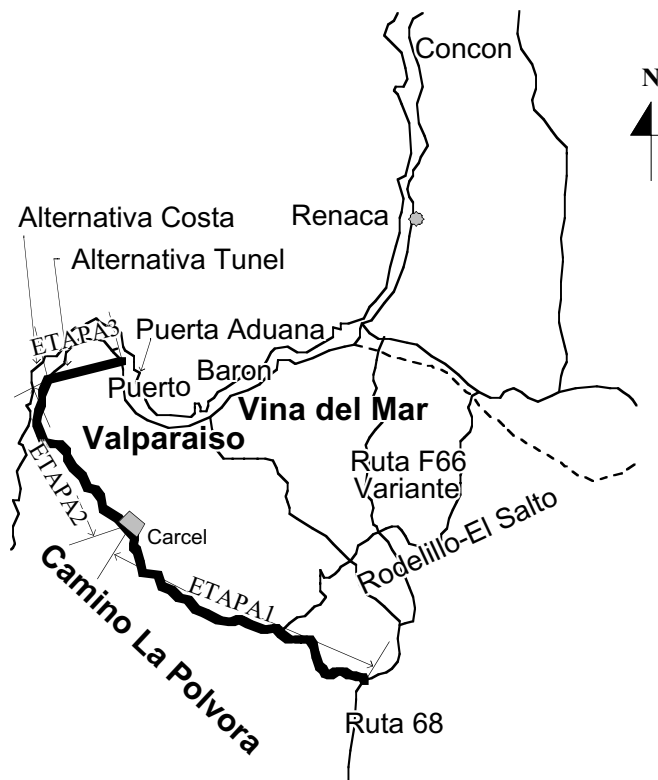 Concon
N
Renaca
Alternativa Costa
Alternativa Tunel
ETAPA3
Puerta Aduana
Baron
Puerto
Vina del Mar
Valparaiso
Ruta F66
Variante
ETAPA2
Carcel
Rodelillo-El Salto
ETAPA1
Camino La Polvora
Ruta 68